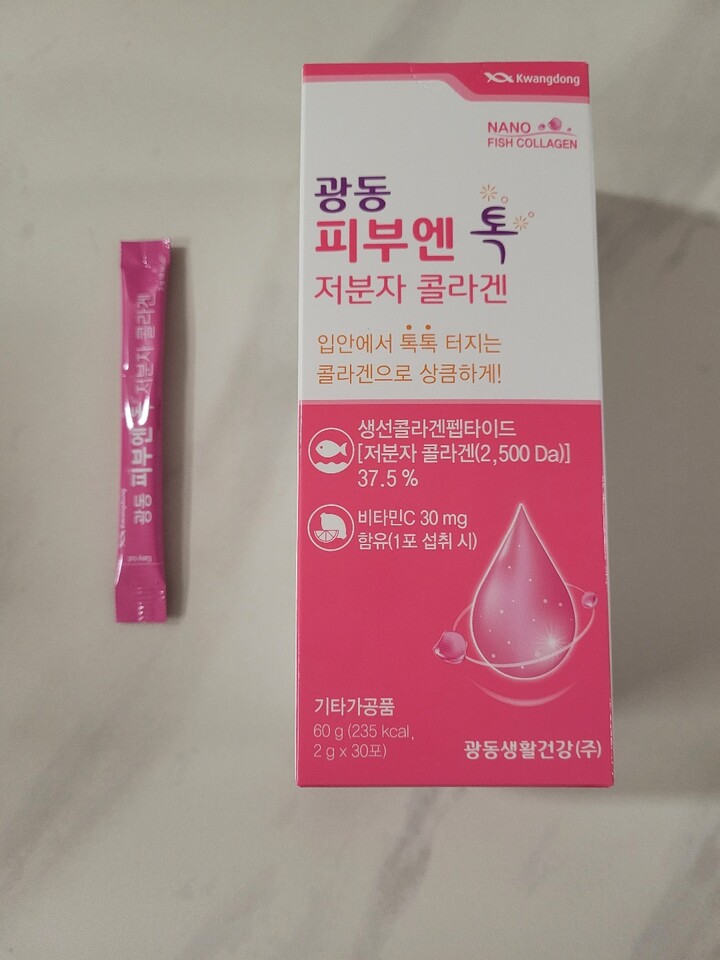 Kwangdong
NANO
FISH COLLAGEN
광동
피부엔 톡
저분자 콜라겐
입안에서 톡톡 터지는
콜라겐으로 상큼하게!
생선콜라겐펩타이드
[저분자 콜라겐(2,500 Da)]
37.5 %
비타민C 30 mg
함유(1포 섭취 시)
기타가공품
60 g (235 kcal,
2 g x 30포)
광동생활건강(주)
Kwangdong
광동 피부엔 톡 저분자 콜라겐
Easy cut